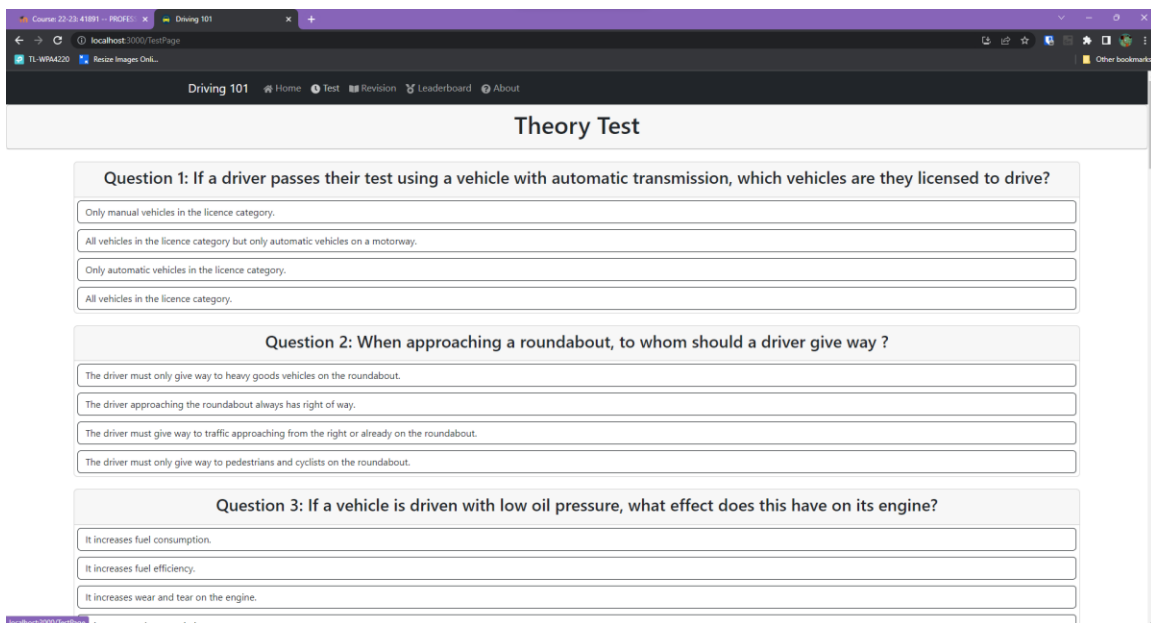 Course: 22-23: 41891 -- PROFES
Driving 101
localhost:3000/TestPage
TL-WPA4220
Resize Images Onli...
Other bookmarks
Driving 101 Home Test Revision Leaderboard About
Theory Test
Question 1: If a driver passes their test using a vehicle with automatic transmission, which vehicles are they licensed to drive?
Only manual vehicles in the licence category.
All vehicles in the licence category but only automatic vehicles on a motorway.
Only automatic vehicles in the licence category.
All vehicles in the licence category.
Question 2: When approaching a roundabout, to whom should a driver give way ?
The driver must only give way to heavy goods vehicles on the roundabout.
The driver approaching the roundabout always has right of way.
The driver must give way to traffic approaching from the right or already on the roundabout.
The driver must only give way to pedestrians and cyclists on the roundabout.
Question 3: If a vehicle is driven with low oil pressure, what effect does this have on its engine?
It increases fuel consumption.
It increases fuel efficiency.
It increases wear and tear on the engine.
localhost:3000/TestPage